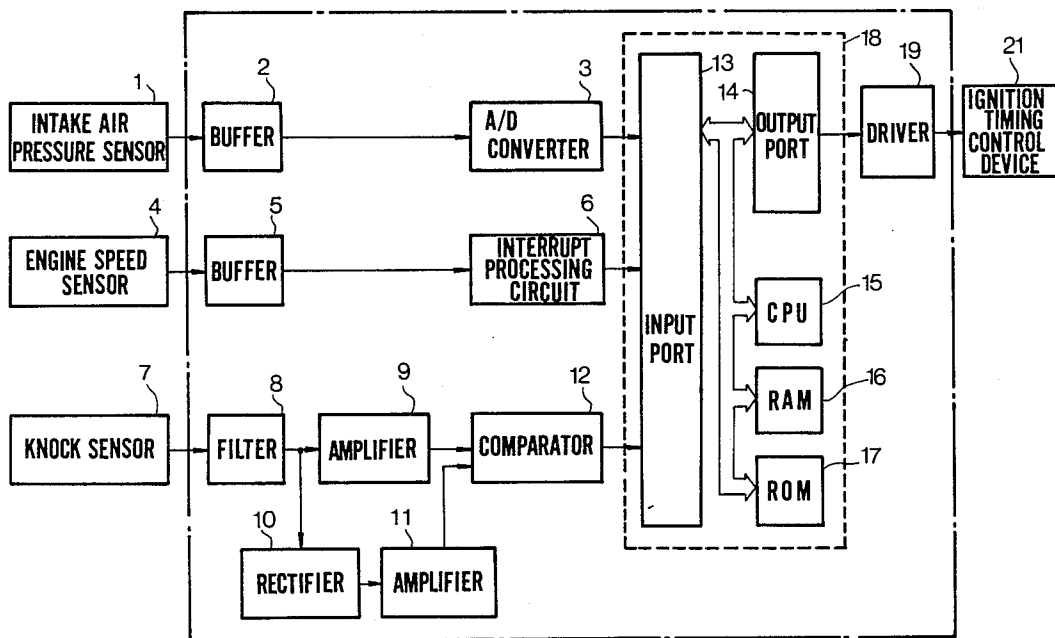 1
INTAKE AIR
PRESSURE SENSOR
2
BUFFER
3
A/D
CONVERTER
4
ENGINE SPEED
SENSOR
5
BUFFER
6
INTERRUPT
PROCESSING
CIRCUIT
7
KNOCK SENSOR
8
FILTER
9
AMPLIFIER
10
RECTIFIER
11
AMPLIFIER
12
COMPARATOR
13
INPUT
PORT
14
OUTPUT
PORT
15
CPU
16
RAM
17
ROM
18
19
DRIVER
21
IGNITION
TIMING
CONTROL
DEVICE